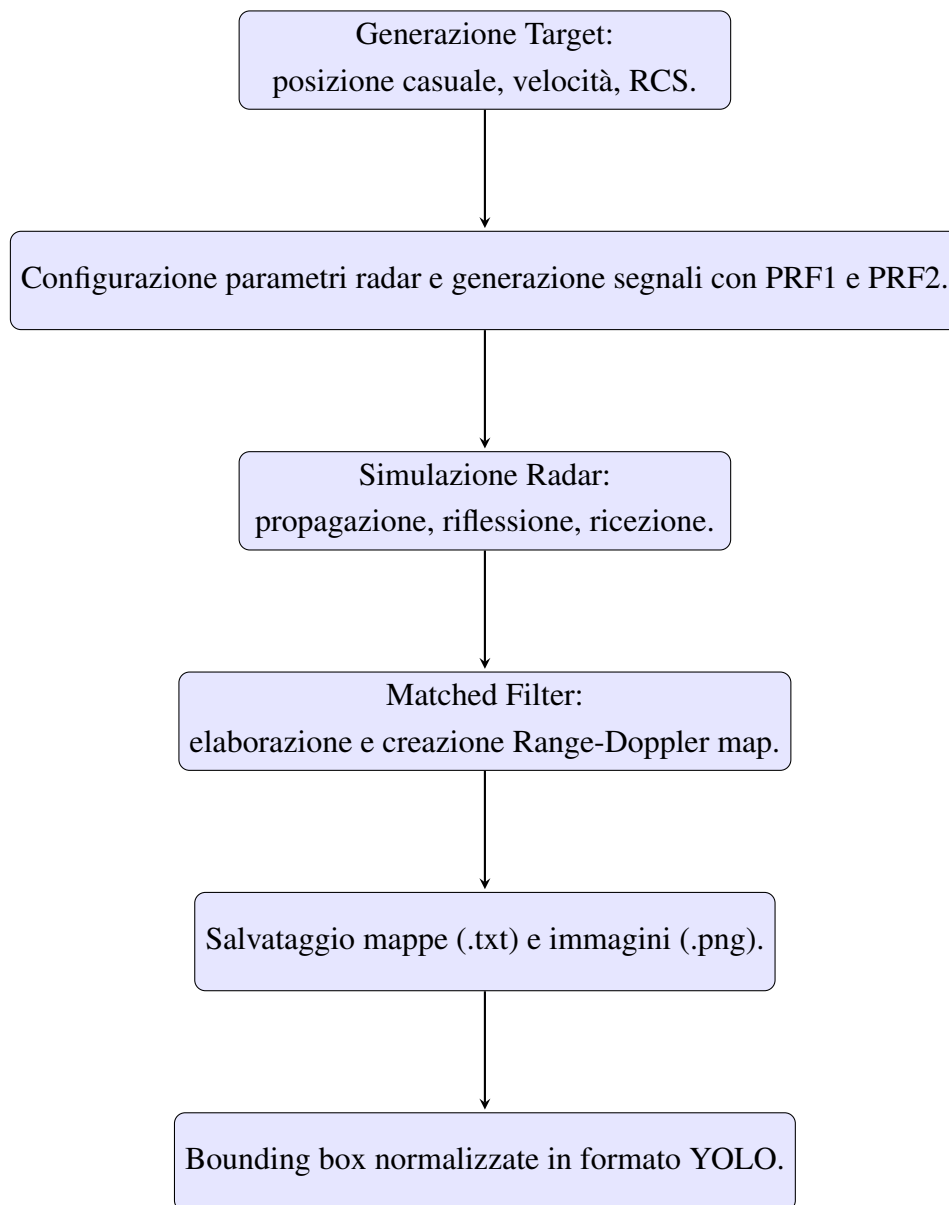 Generazione Target:
posizione casuale, velocità, RCS.
Configurazione parametri radar e generazione segnali con PRF1 e PRF2.
Simulazione Radar:
propagazione, riflessione, ricezione.
Matched Filter:
elaborazione e creazione Range-Doppler map.
Salvataggio mappe (.txt) e immagini (.png).
Bounding box normalizzate in formato YOLO.